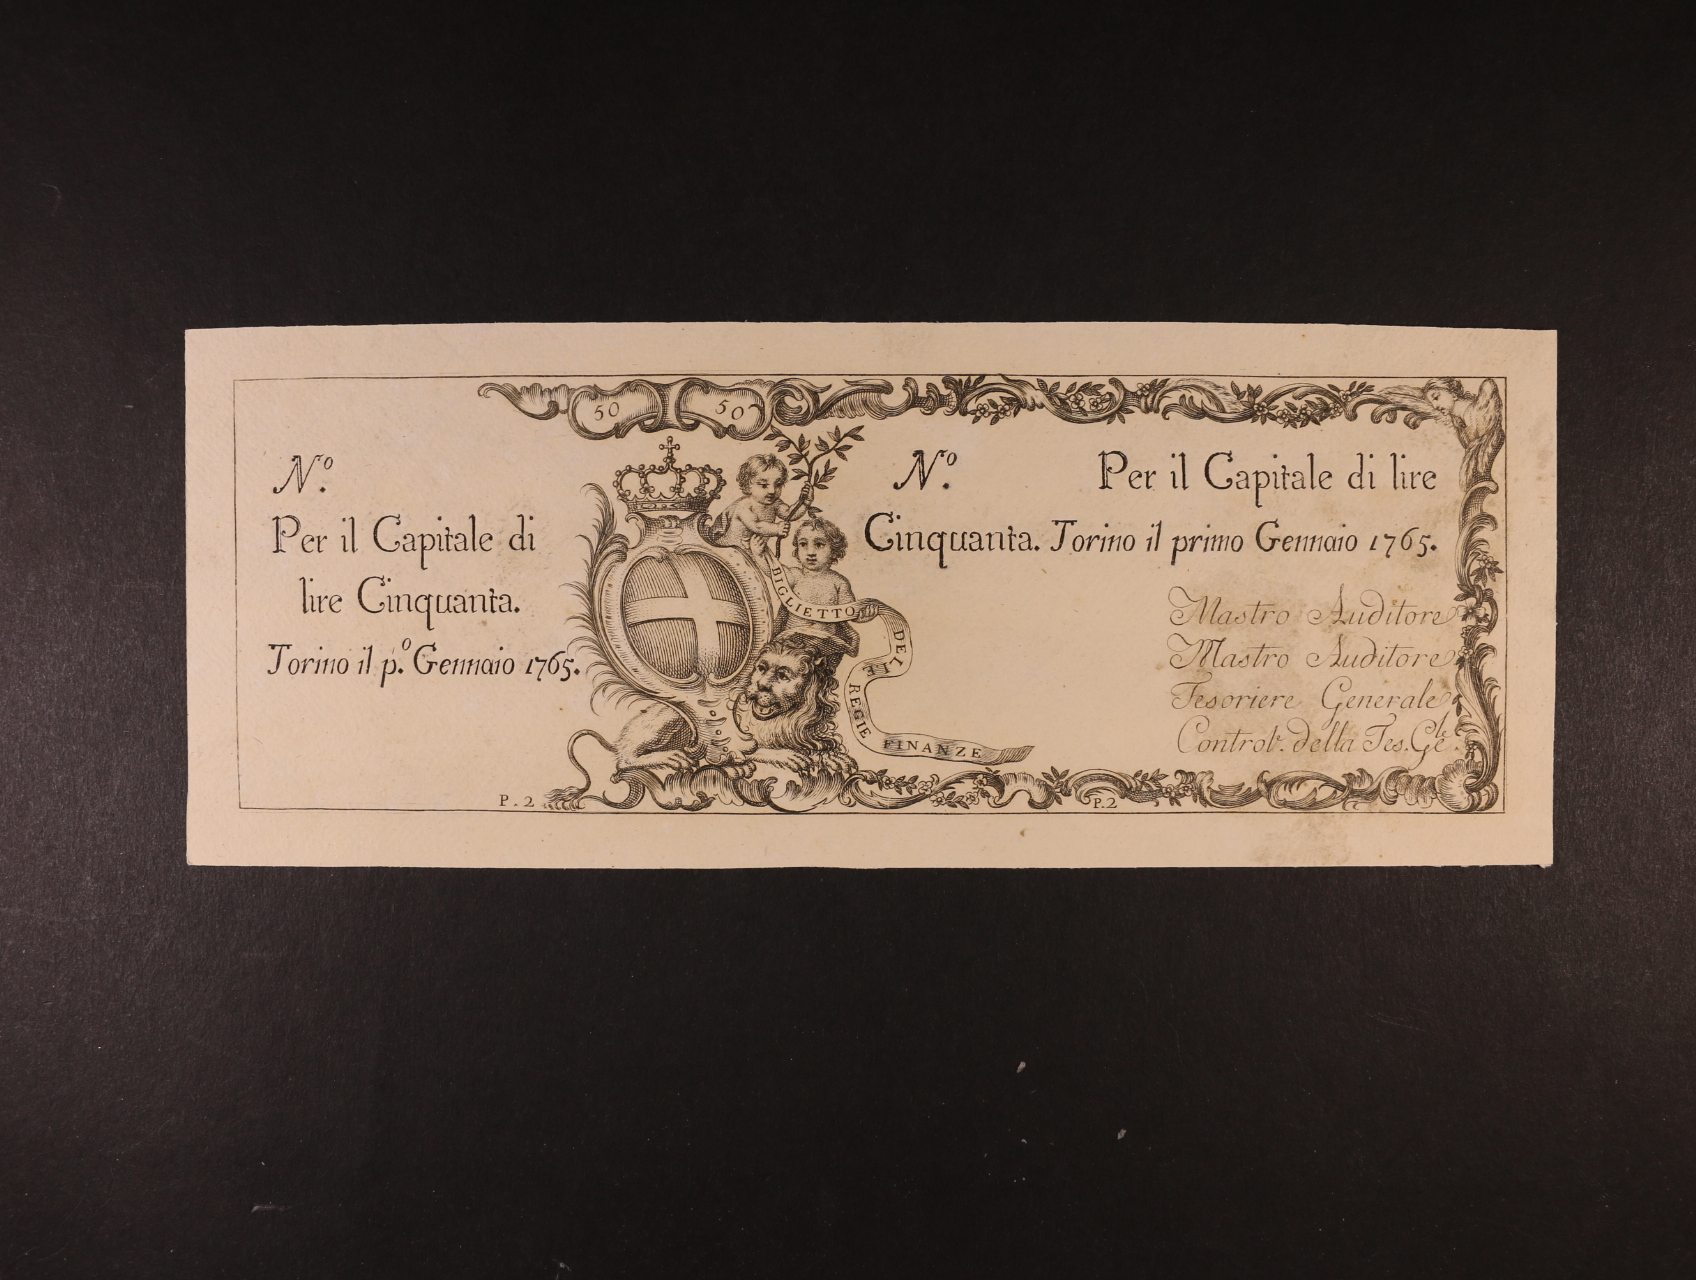 50 50
N.º
Per il Capitale di
lire Cinquanta.
Torino il p.º Gennaio 1765.
P. 2
BIGLIETTO DELLE REGIE FINANZE
N.º Per il Capitale di lire
Cinquanta. Torino il primo Gennaio 1765.
Mastro Auditore
Mastro Auditore
Tesoriere Generale
Control.ʳ della Tes. G.le
P. 2